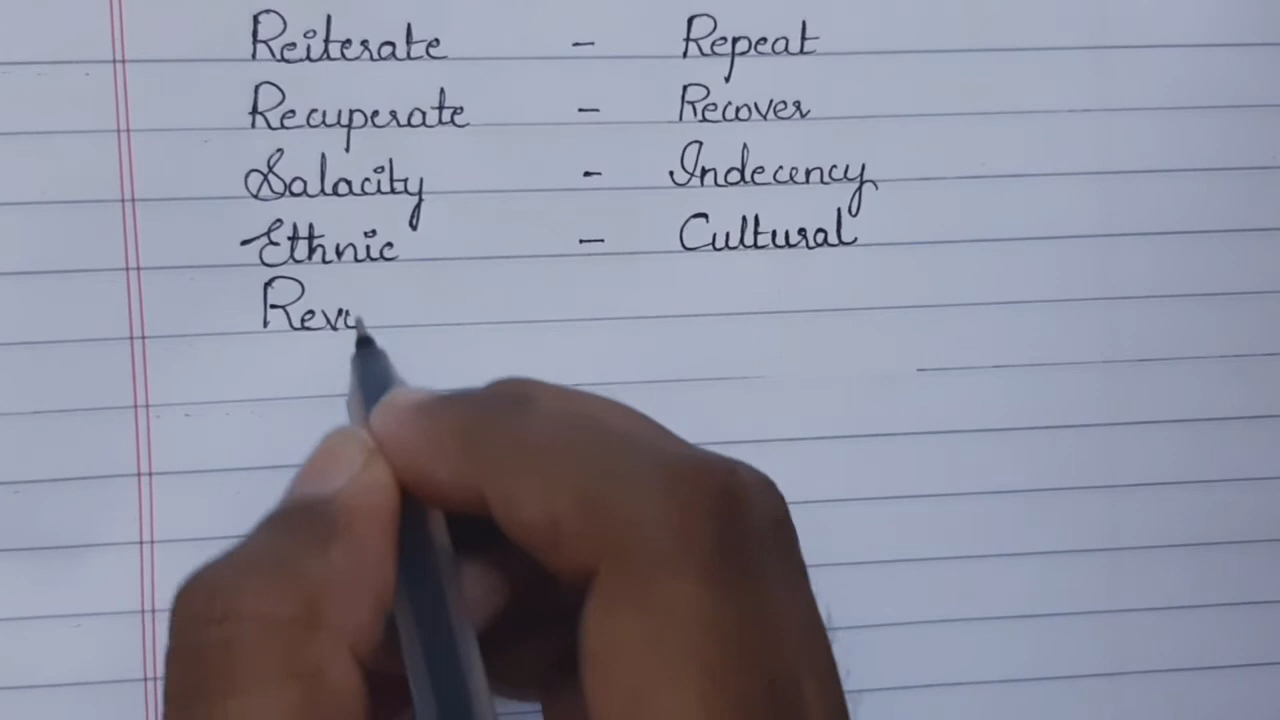 Reiterate - Repeat
Recuperate - Recover
Salacity - Indecency
Ethnic - Cultural